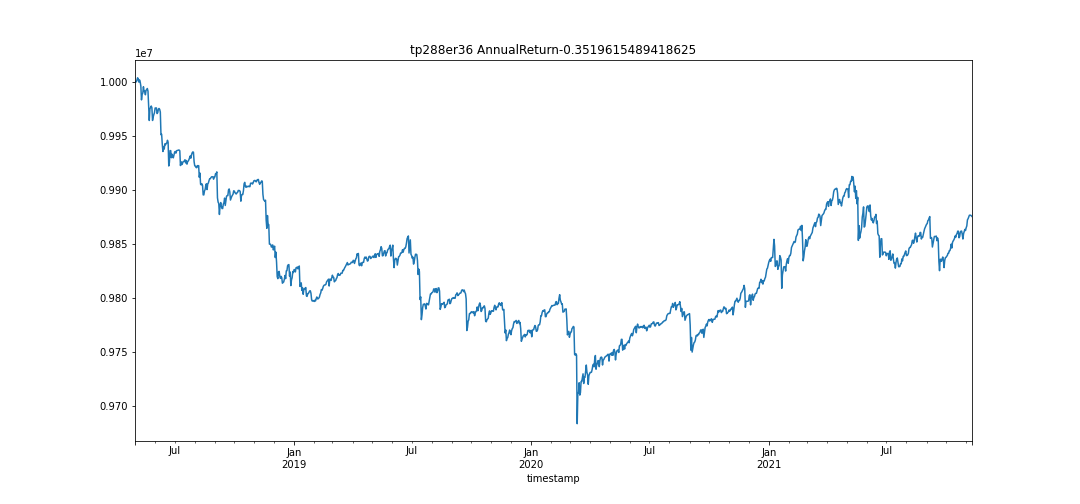 tp288er36 AnnualReturn-0.3519615489418625
1e7
1.000
0.995
0.990
0.985
0.980
0.975
0.970
Jul Jan Jul Jan Jul Jan Jul
2019 2020 2021
timestamp